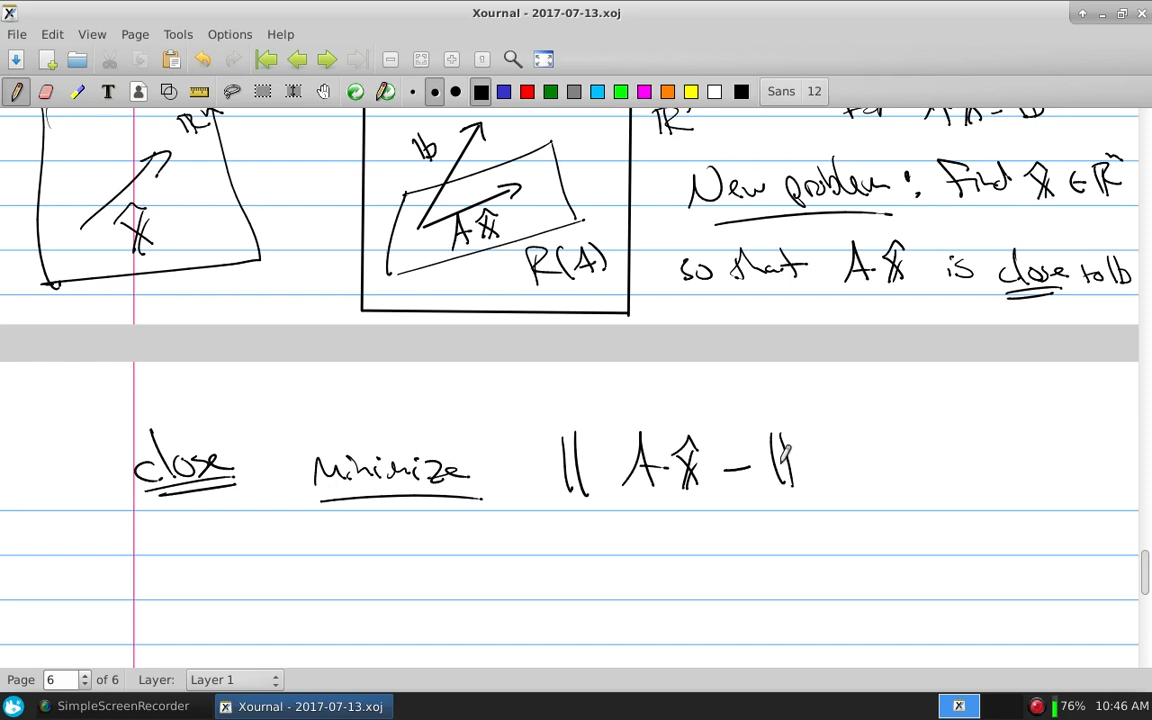 Xournal - 2017-07-13.xoj
File Edit View Page Tools Options Help
Sans 12
ℝⁿ
x̂
b
Ax̂
R(A)
New problem: Find x̂ ∈ ℝⁿ
so that Ax̂ is close to b
close minimize || Ax̂ -
Page 6 of 6 Layer: Layer 1
SimpleScreenRecorder Xournal - 2017-07-13.xoj 76% 10:46 AM